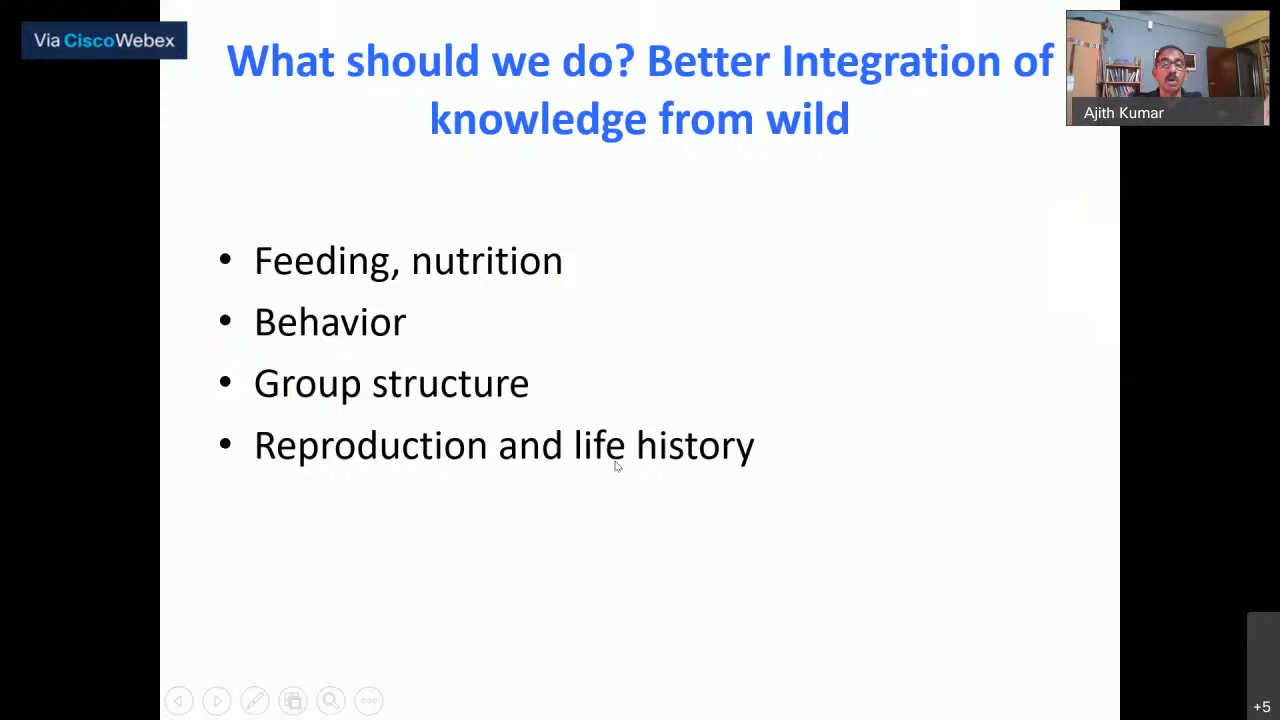 Via CiscoWebex
What should we do? Better Integration of
knowledge from wild
Ajith Kumar
• Feeding, nutrition
• Behavior
• Group structure
• Reproduction and life history
+5